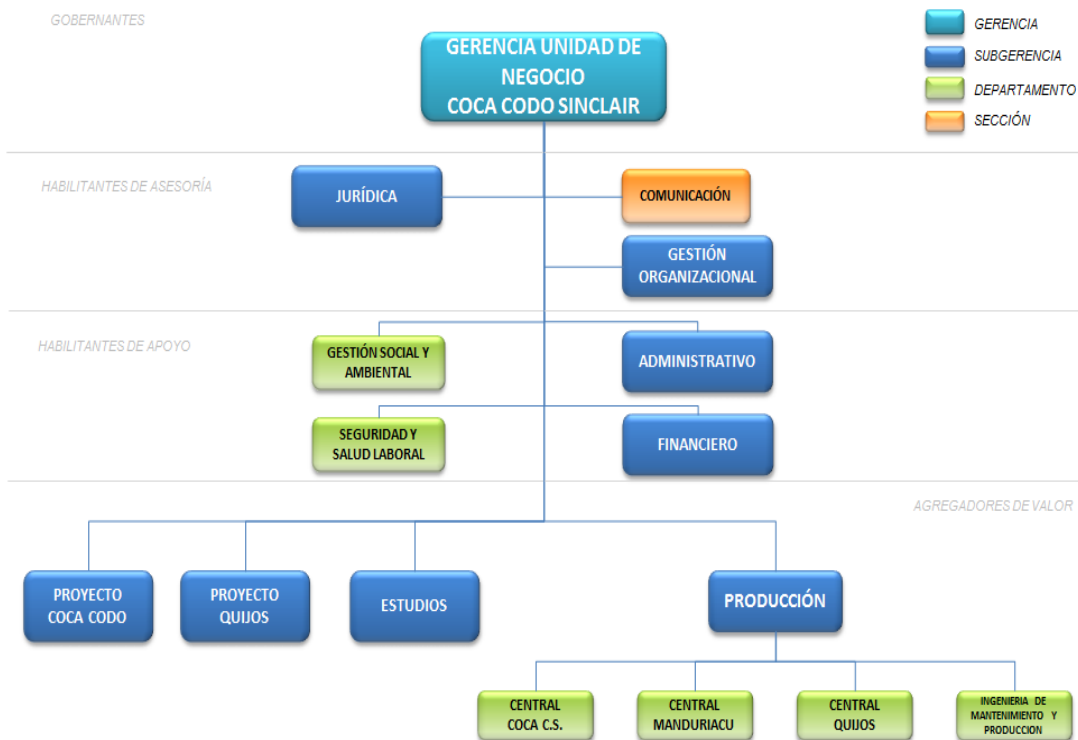 GOBERNANTES
GERENCIA UNIDAD DE
NEGOCIO
COCA CODO SINCLAIR
GERENCIA
SUBGERENCIA
DEPARTAMENTO
SECCIÓN
HABILITANTES DE ASESORÍA
JURÍDICA
COMUNICACIÓN
GESTIÓN
ORGANIZACIONAL
HABILITANTES DE APOYO
GESTIÓN SOCIAL Y
AMBIENTAL
ADMINISTRATIVO
SEGURIDAD Y
SALUD LABORAL
FINANCIERO
AGREGADORES DE VALOR
PROYECTO
COCA CODO
PROYECTO
QUIJOS
ESTUDIOS
PRODUCCIÓN
CENTRAL
COCA C.S.
CENTRAL
MANDURIACU
CENTRAL
QUIJOS
INGENIERIA DE
MANTENIMIENTO Y
PRODUCCION